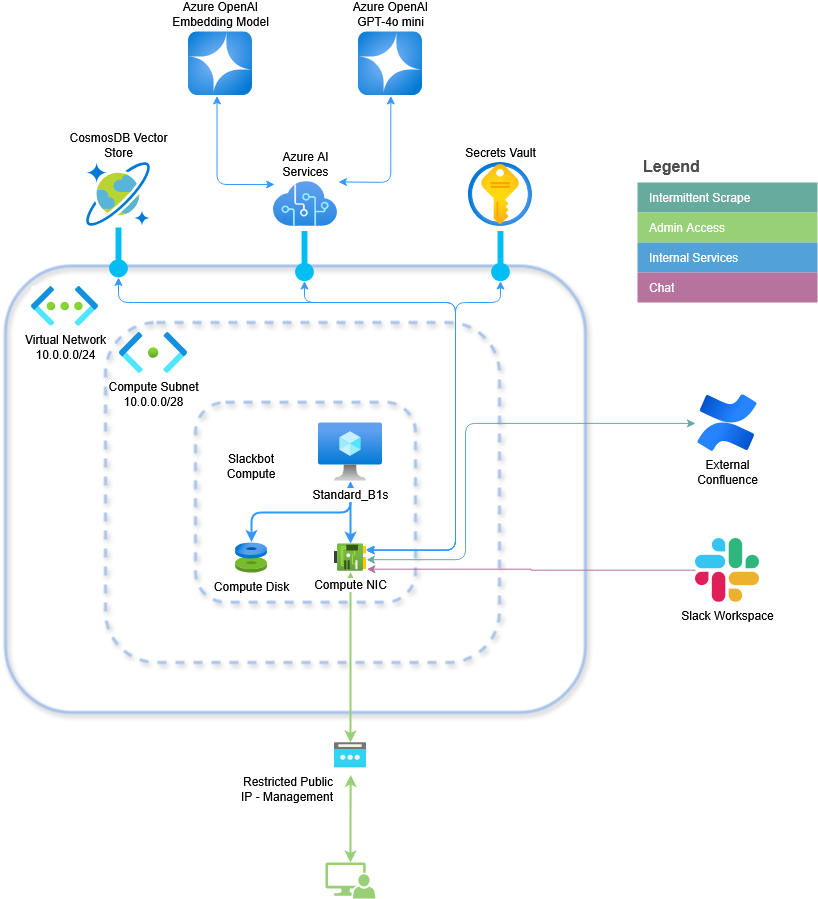 Azure OpenAI
Embedding Model
Azure OpenAI
GPT-4o mini
CosmosDB Vector
Store
Azure AI
Services
Secrets Vault
Legend
Intermittent Scrape
Admin Access
Internal Services
Chat
Virtual Network
10.0.0.0/24
Compute Subnet
10.0.0.0/28
Slackbot
Compute
Standard_B1s
Compute Disk
Compute NIC
External
Confluence
Slack Workspace
Restricted Public
IP - Management